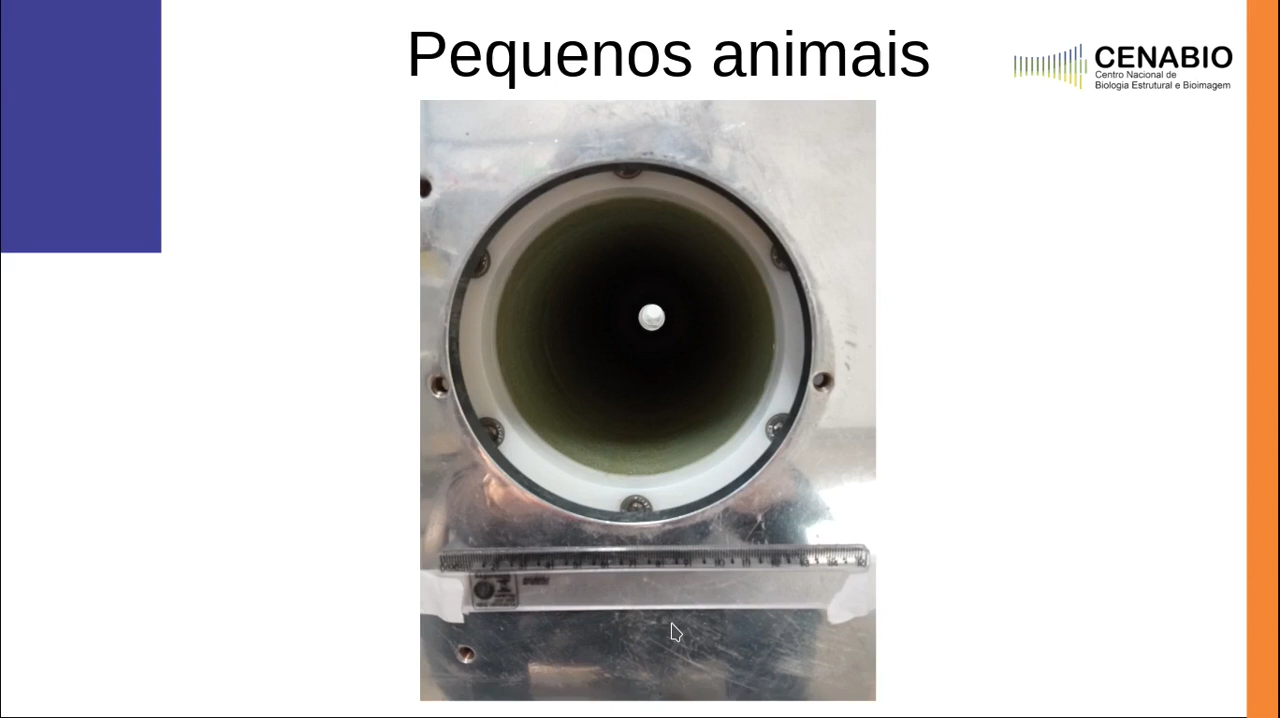 Pequenos animais
CENABIO
Centro Nacional de
Biologia Estrutural e Bioimagem